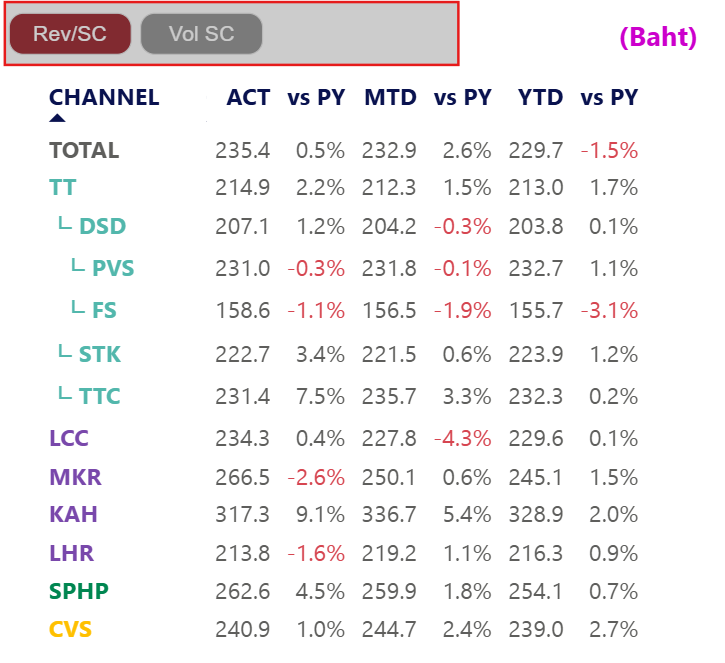 Rev/SC Vol SC (Baht)
CHANNEL ACT vs PY MTD vs PY YTD vs PY
TOTAL 235.4 0.5% 232.9 2.6% 229.7 -1.5%
TT 214.9 2.2% 212.3 1.5% 213.0 1.7%
DSD 207.1 1.2% 204.2 -0.3% 203.8 0.1%
PVS 231.0 -0.3% 231.8 -0.1% 232.7 1.1%
FS 158.6 -1.1% 156.5 -1.9% 155.7 -3.1%
STK 222.7 3.4% 221.5 0.6% 223.9 1.2%
TTC 231.4 7.5% 235.7 3.3% 232.3 0.2%
LCC 234.3 0.4% 227.8 -4.3% 229.6 0.1%
MKR 266.5 -2.6% 250.1 0.6% 245.1 1.5%
KAH 317.3 9.1% 336.7 5.4% 328.9 2.0%
LHR 213.8 -1.6% 219.2 1.1% 216.3 0.9%
SPHP 262.6 4.5% 259.9 1.8% 254.1 0.7%
CVS 240.9 1.0% 244.7 2.4% 239.0 2.7%